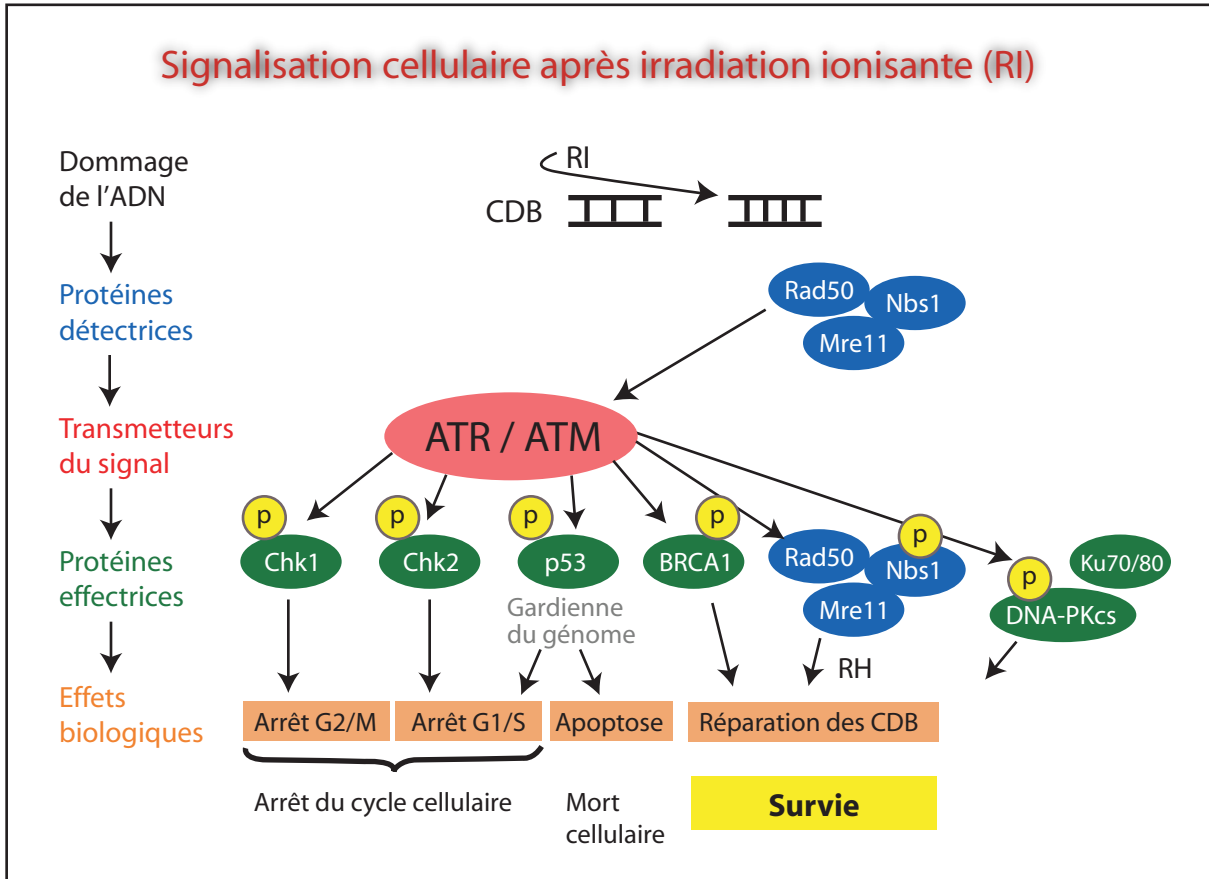 Signalisation cellulaire après irradiation ionisante (RI)
Dommage
de l'ADN
RI
CDB
Protéines
détectrices
Rad50
Nbs1
Mre11
Transmetteurs
du signal
ATR / ATM
Protéines
effectrices
p
Chk1
p
Chk2
p
p53
Gardienne
du génome
p
BRCA1
Rad50
p
Nbs1
Mre11
RH
p
Ku70/80
DNA-PKcs
Effets
biologiques
Arrêt G2/M
Arrêt G1/S
Apoptose
Réparation des CDB
Arrêt du cycle cellulaire
Mort
cellulaire
Survie